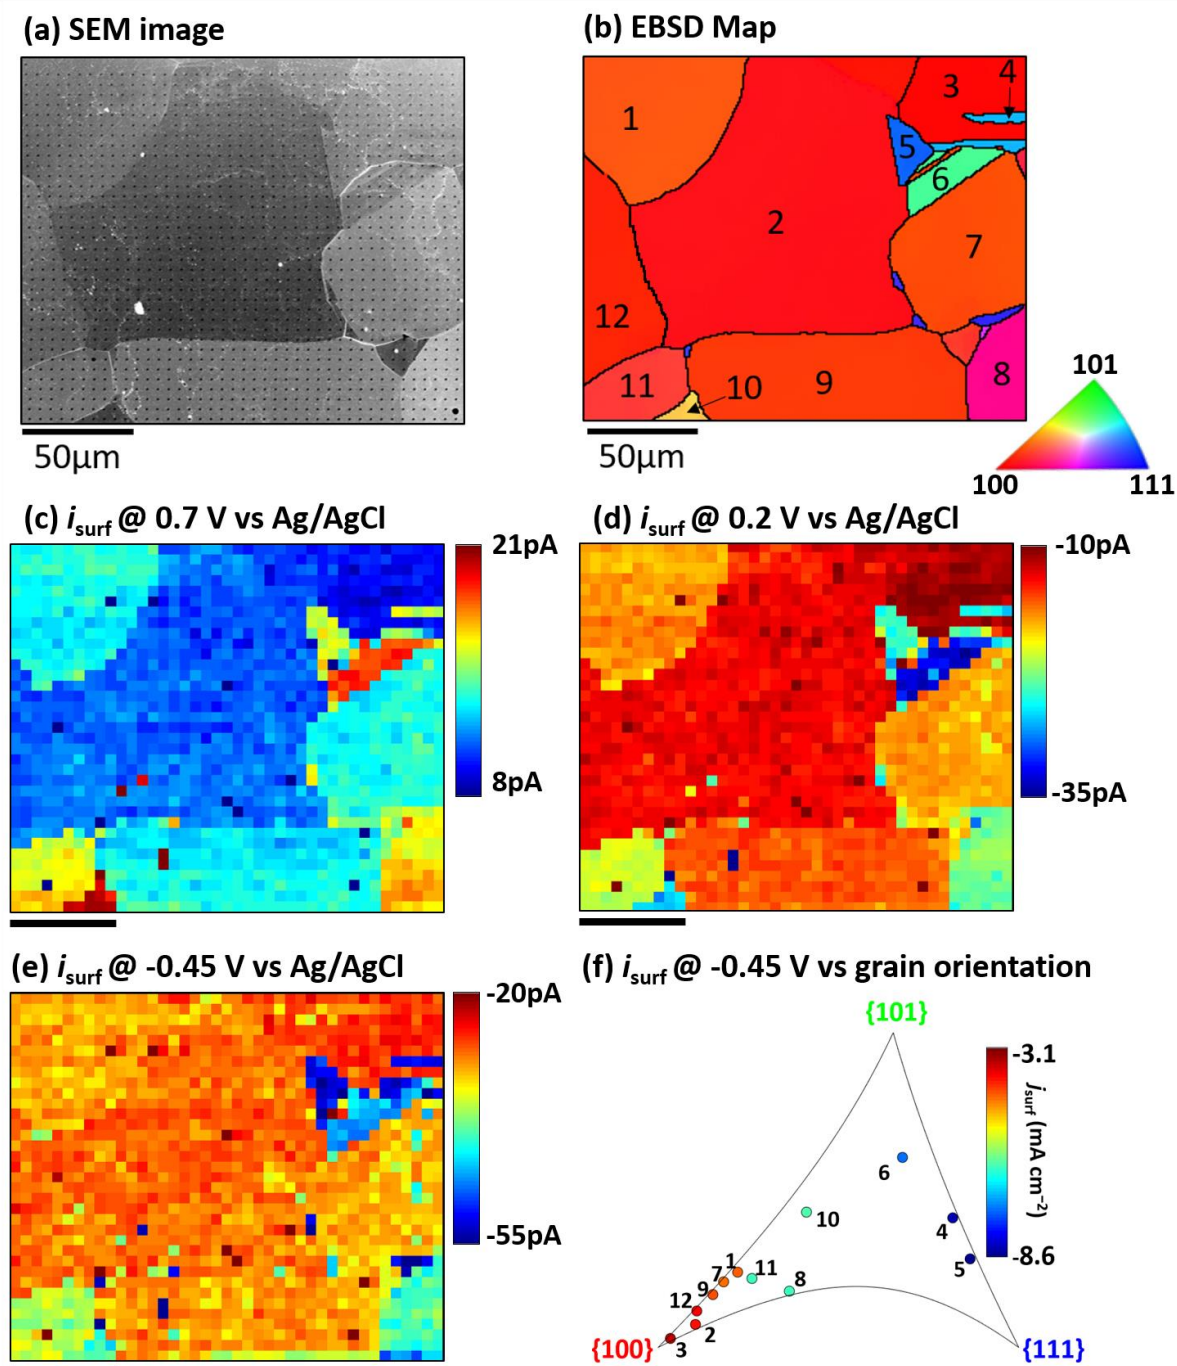 (a) SEM image
(b) EBSD Map
1
2
3
4
5
6
7
8
9
10
11
12
50μm
50μm
101
100
111
(c) isurf @ 0.7 V vs Ag/AgCl
21pA
8pA
(d) isurf @ 0.2 V vs Ag/AgCl
-10pA
-35pA
(e) isurf @ -0.45 V vs Ag/AgCl
-20pA
-55pA
(f) isurf @ -0.45 V vs grain orientation
{101}
-3.1
jsurf (mA cm⁻²)
-8.6
6
10
4
5
1
7
11
8
9
12
2
3
{100}
{111}